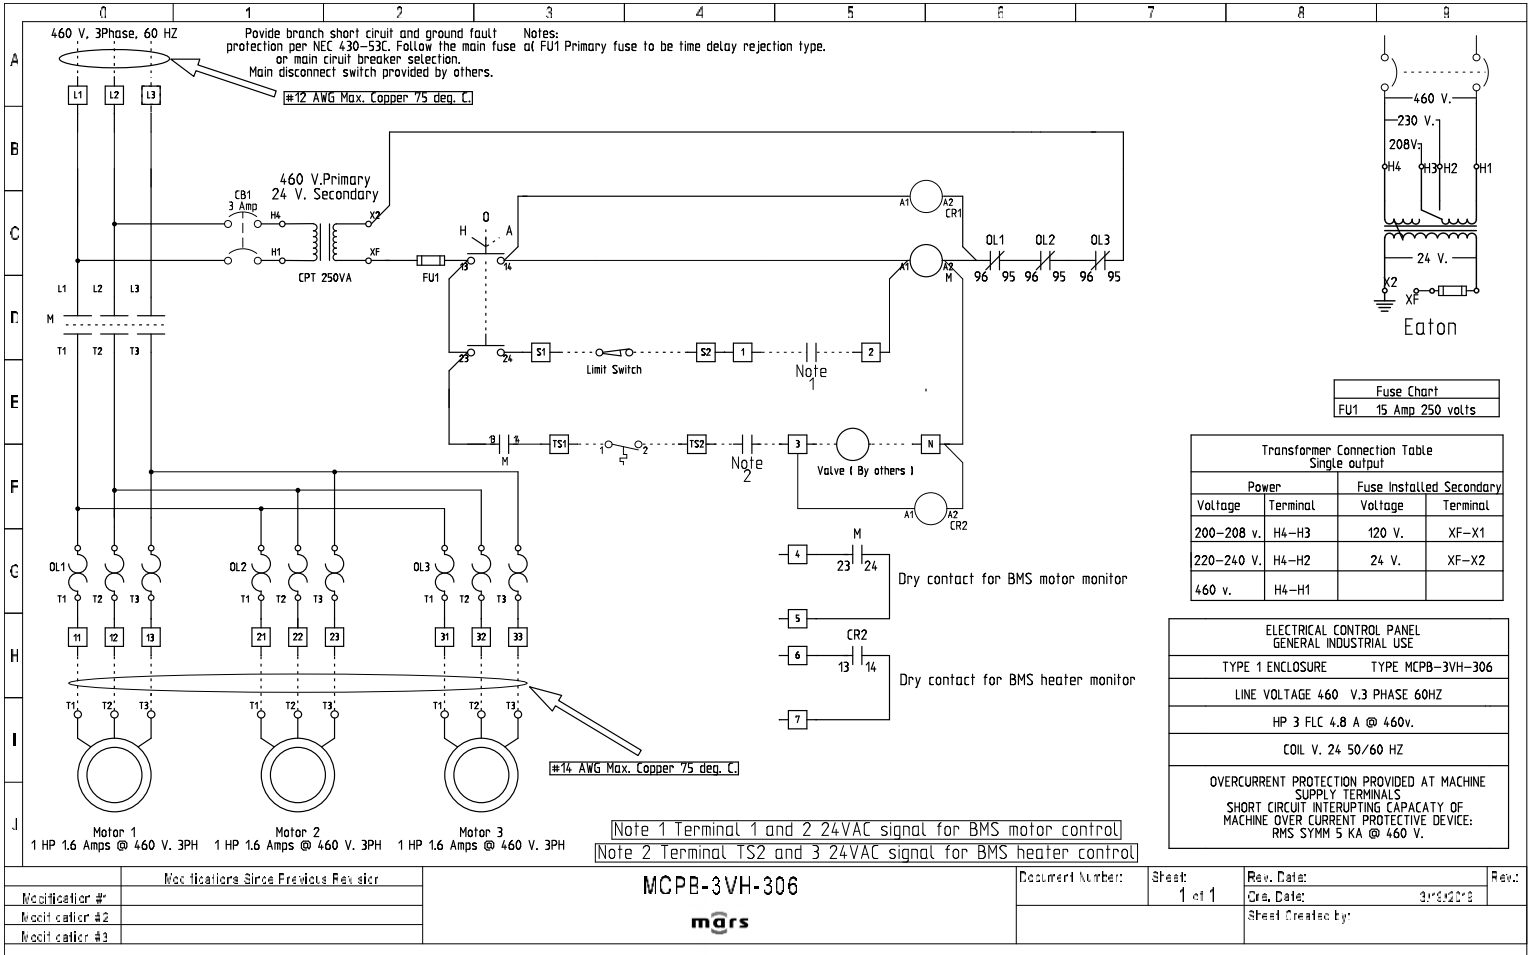 0 1 2 3 4 5 6 7 8 9
A
B
C
D
E
F
G
H
I
J
460 V, 3Phase, 60 HZ
Povide branch short ciruit and ground fault
protection per NEC 430-53C. Follow the main fuse
or main ciruit breaker selection.
Main disconnect switch provided by others.
Notes:
FU1 Primary fuse to be time delay rejection type.
#12 AWG Max. Copper 75 deg. C.
L1 L2 L3
460 V.Primary
24 V. Secondary
CB1
3 Amp
H4
H1
X2
XF
CPT 250VA
FU1
O
H A
13 14
A1 A2
CR1
A1 A2
M
OL1 OL2 OL3
96 95 96 95 96 95
L1 L2 L3
M
T1 T2 T3
23 24
S1
Limit Switch
S2
1
Note
1
2
13 14
M
TS1
1 2
TS2
Note
2
3
Valve ( By others )
N
A1 A2
CR2
OL1 OL2 OL3
T1 T2 T3 T1 T2 T3 T1 T2 T3
11 12 13 21 22 23 31 32 33
T1 T2 T3 T1 T2 T3 T1 T2 T3
4
M
23 24
Dry contact for BMS motor monitor
5
6
CR2
13 14
Dry contact for BMS heater monitor
7
#14 AWG Max. Copper 75 deg. C.
Motor 1
1 HP 1.6 Amps @ 460 V. 3PH
Motor 2
1 HP 1.6 Amps @ 460 V. 3PH
Motor 3
1 HP 1.6 Amps @ 460 V. 3PH
Note 1 Terminal 1 and 2 24VAC signal for BMS motor control
Note 2 Terminal TS2 and 3 24VAC signal for BMS heater control
460 V.
230 V.
208V.
H4 H3 H2 H1
24 V.
X2 XF
Eaton
Fuse Chart
FU1 15 Amp 250 volts
Transformer Connection Table
Single output
Power Fuse Installed Secondary
Voltage Terminal Voltage Terminal
200-208 v. H4-H3 120 V. XF-X1
220-240 V. H4-H2 24 V. XF-X2
460 v. H4-H1
ELECTRICAL CONTROL PANEL
GENERAL INDUSTRIAL USE
TYPE 1 ENCLOSURE TYPE MCPB-3VH-306
LINE VOLTAGE 460 V.3 PHASE 60HZ
HP 3 FLC 4.8 A @ 460v.
COIL V. 24 50/60 HZ
OVERCURRENT PROTECTION PROVIDED AT MACHINE
SUPPLY TERMINALS
SHORT CIRCUIT INTERUPTING CAPACATY OF
MACHINE OVER CURRENT PROTECTIVE DEVICE:
RMS SYMM 5 KA @ 460 V.
Modifications Since Previous Revision
Modification #1
Modification #2
Modification #3
MCPB-3VH-306
mars
Document Number:
Sheet:
1 of 1
Rev. Date:
Cre. Date:
Sheet Created by:
Rev.: